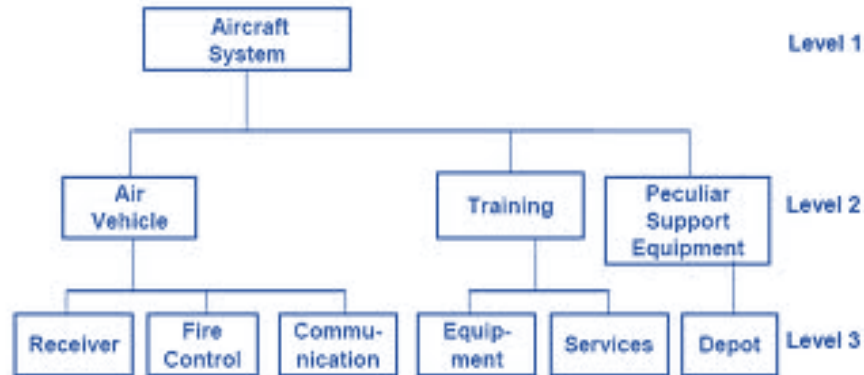 Aircraft
System
Level 1
Air
Vehicle
Training
Peculiar
Support
Equipment
Level 2
Receiver
Fire
Control
Commu-
nication
Equip-
ment
Services
Depot
Level 3